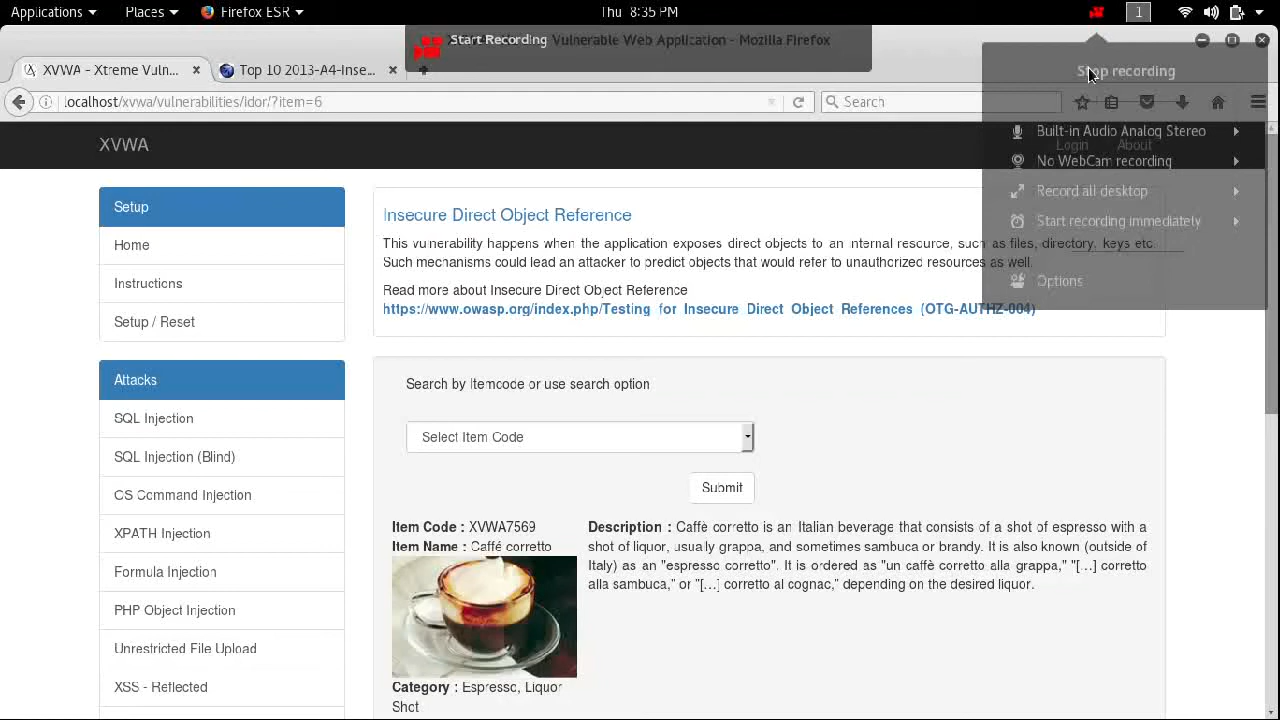 Applications Places Firefox ESR Thu 8:35 PM 1
Start Recording Vulnerable Web Application - Mozilla Firefox
XVWA - Xtreme Vuln... × Top 10 2013-A4-Inse... × +
Stop recording
localhost/xvwa/vulnerabilities/idor/?item=6 Search
XVWA Login About
Built-in Audio Analog Stereo
No WebCam recording
Record all desktop
Start recording immediately
Options
Setup
Home
Instructions
Setup / Reset
Attacks
SQL Injection
SQL Injection (Blind)
OS Command Injection
XPATH Injection
Formula Injection
PHP Object Injection
Unrestricted File Upload
XSS - Reflected
Insecure Direct Object Reference
This vulnerability happens when the application exposes direct objects to an internal resource, such as files, directory, keys etc.
Such mechanisms could lead an attacker to predict objects that would refer to unauthorized resources as well.
Read more about Insecure Direct Object Reference
https://www.owasp.org/index.php/Testing_for_Insecure_Direct_Object_References_(OTG-AUTHZ-004)
Search by Itemcode or use search option
Select Item Code
Submit
Item Code : XVWA7569
Item Name : Caffé corretto
Category : Espresso, Liquor
Shot
Description : Caffè corretto is an Italian beverage that consists of a shot of espresso with a
shot of liquor, usually grappa, and sometimes sambuca or brandy. It is also known (outside of
Italy) as an "espresso corretto". It is ordered as "un caffè corretto alla grappa," "[…] corretto
alla sambuca," or "[…] corretto al cognac," depending on the desired liquor.